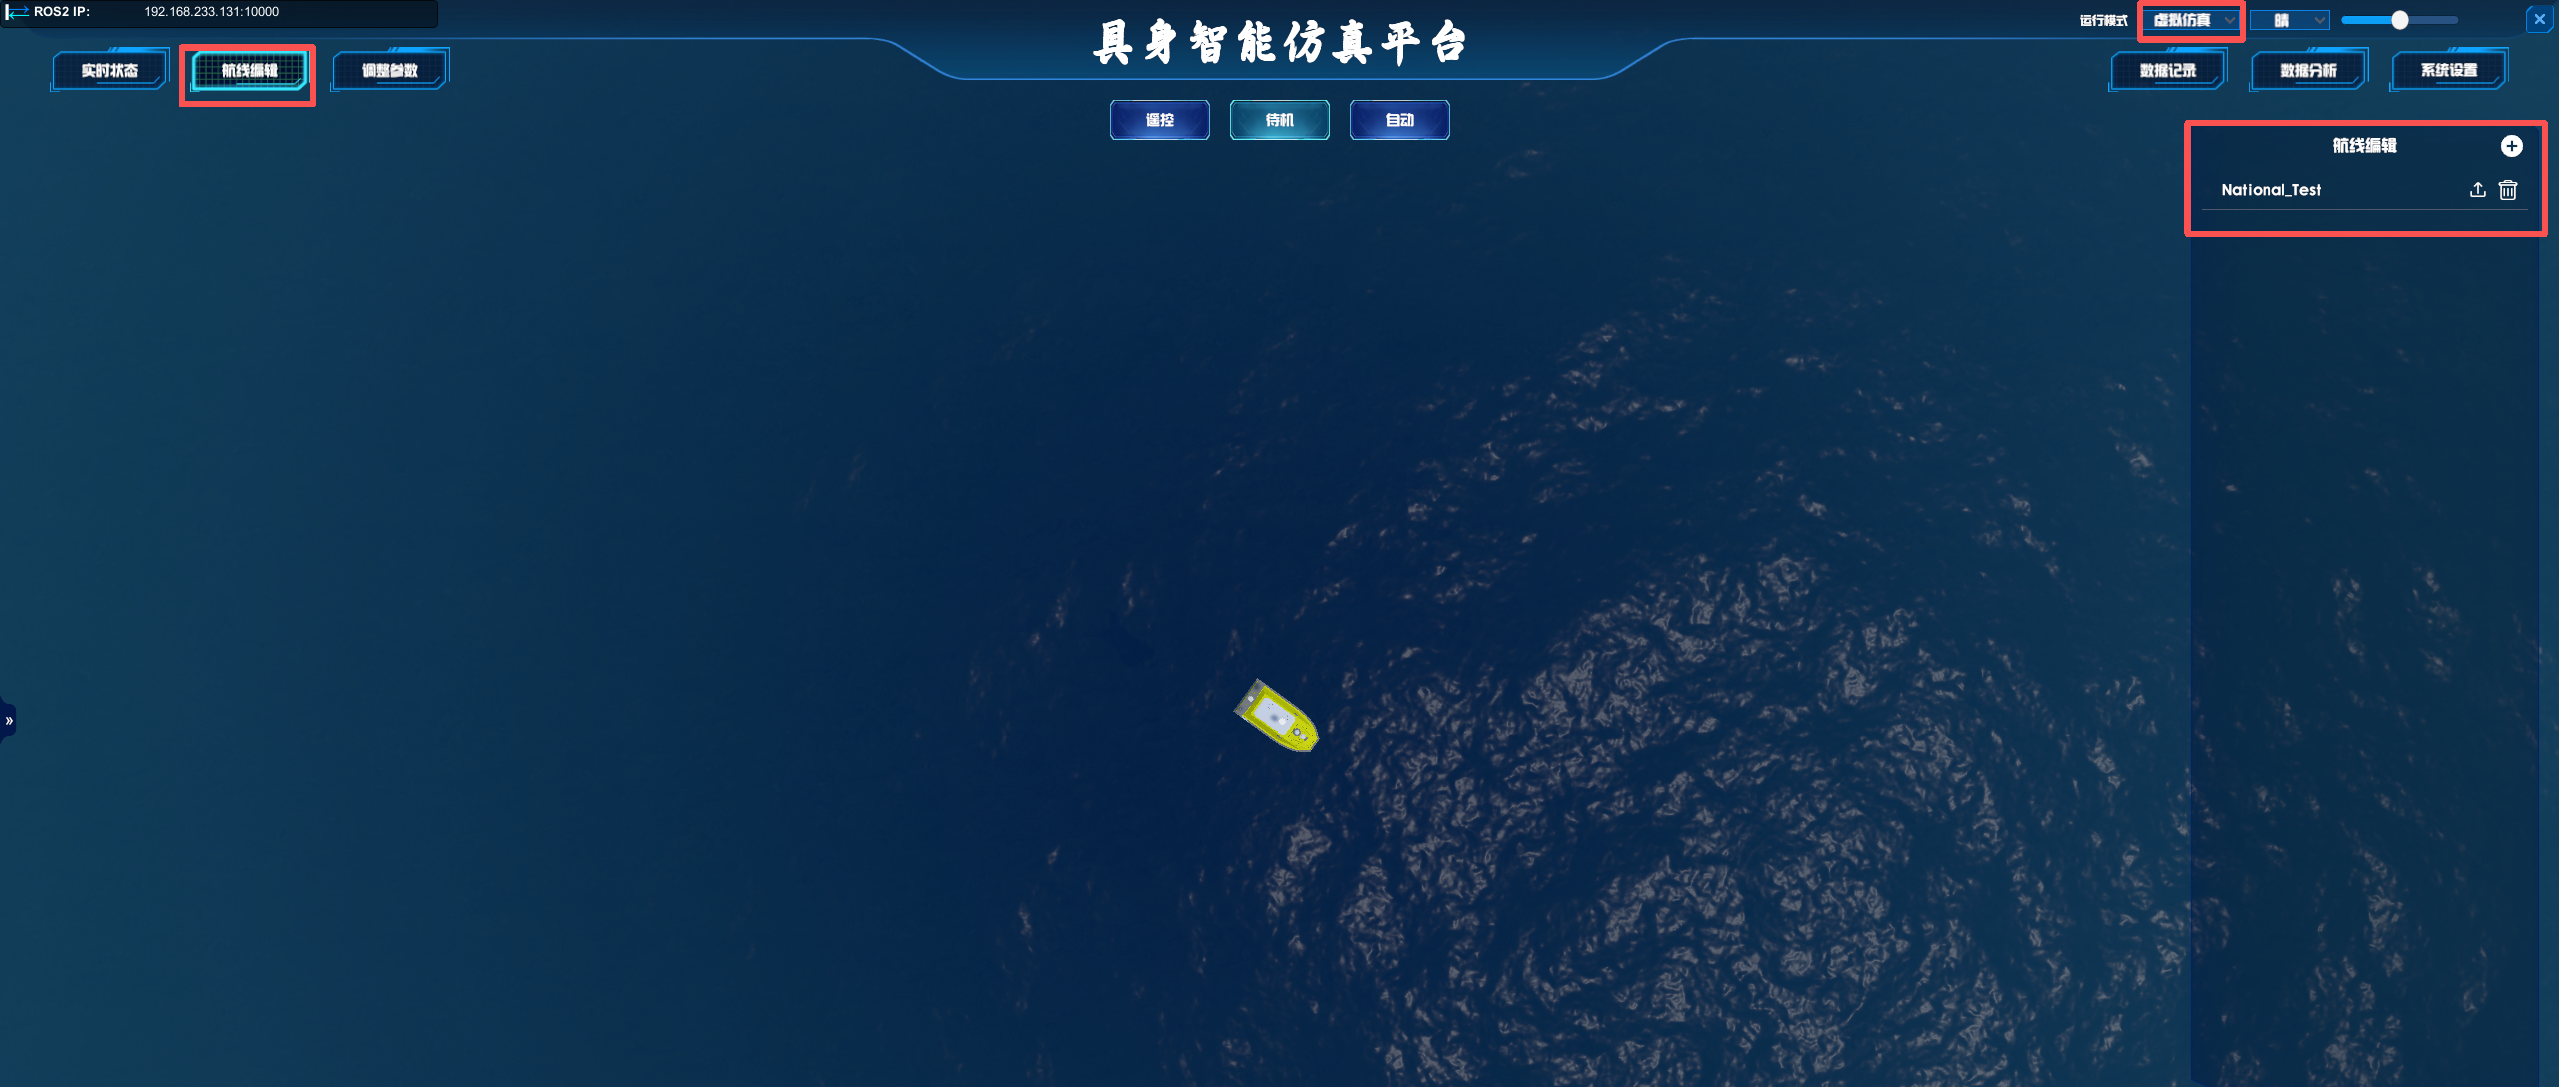 ROS2 IP: 192.168.233.131:10000
具身智能仿真平台
运行模式 虚拟仿真 晴
实时状态 航线编辑 调整参数
数据记录 数据分析 系统设置
遥控 待机 自动
航线编辑
National_Test
»